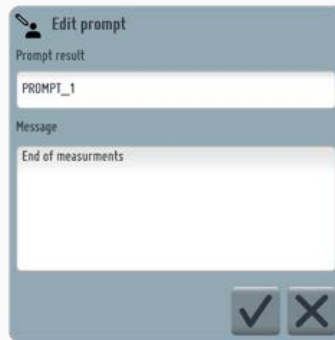 Edit prompt
Prompt result
PROMPT_1
Message
End of measurments